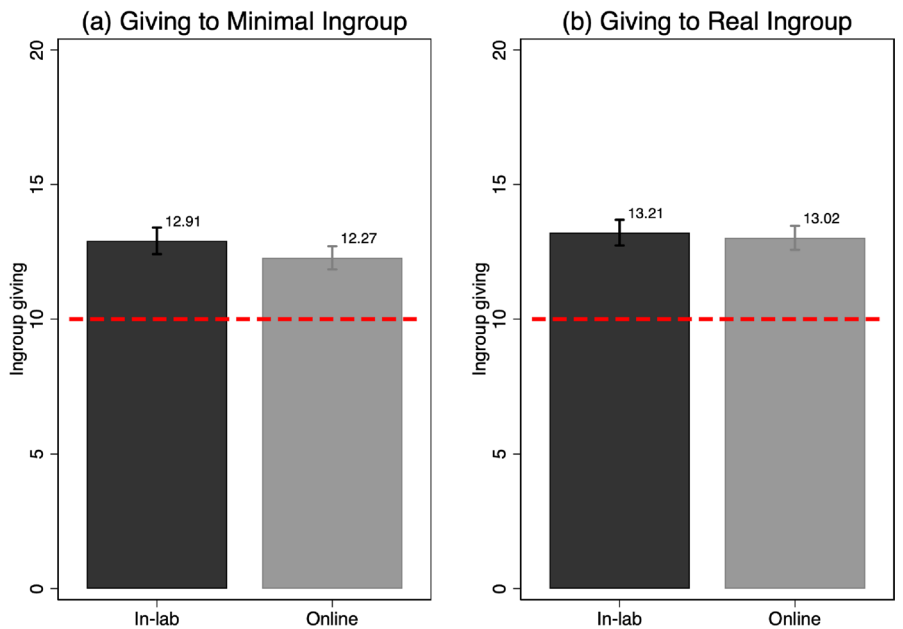 (a) Giving to Minimal Ingroup
20
15
10
5
0
Ingroup giving
12.91
12.27
In-lab
Online
(b) Giving to Real Ingroup
20
15
10
5
0
Ingroup giving
13.21
13.02
In-lab
Online